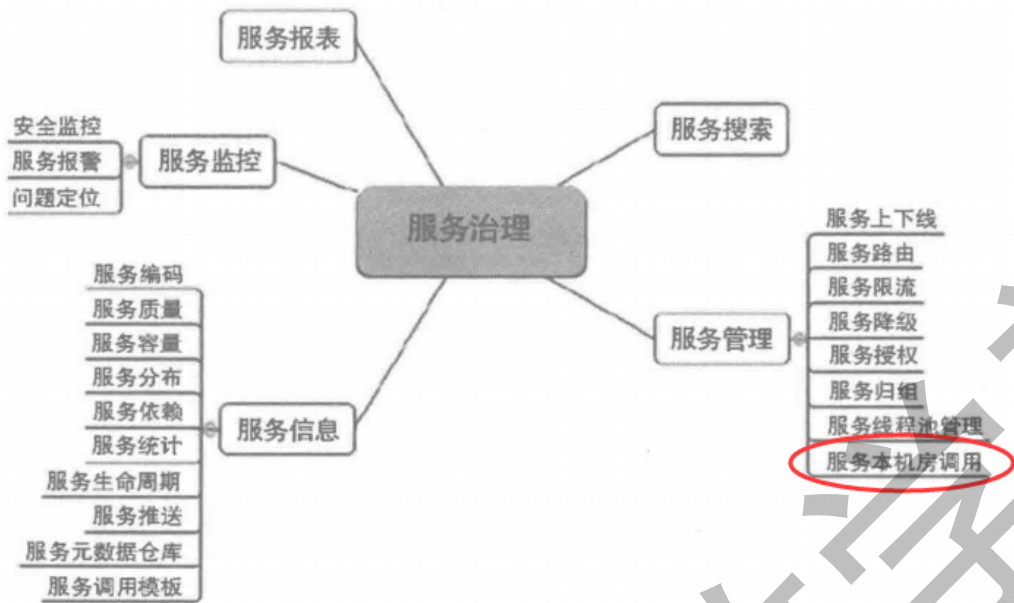 服务报表
服务搜索
安全监控
服务报警
问题定位
服务监控
服务治理
服务上下线
服务路由
服务限流
服务降级
服务授权
服务归组
服务线程池管理
服务本机房调用
服务管理
服务编码
服务质量
服务容量
服务分布
服务依赖
服务统计
服务生命周期
服务推送
服务元数据仓库
服务调用模板
服务信息